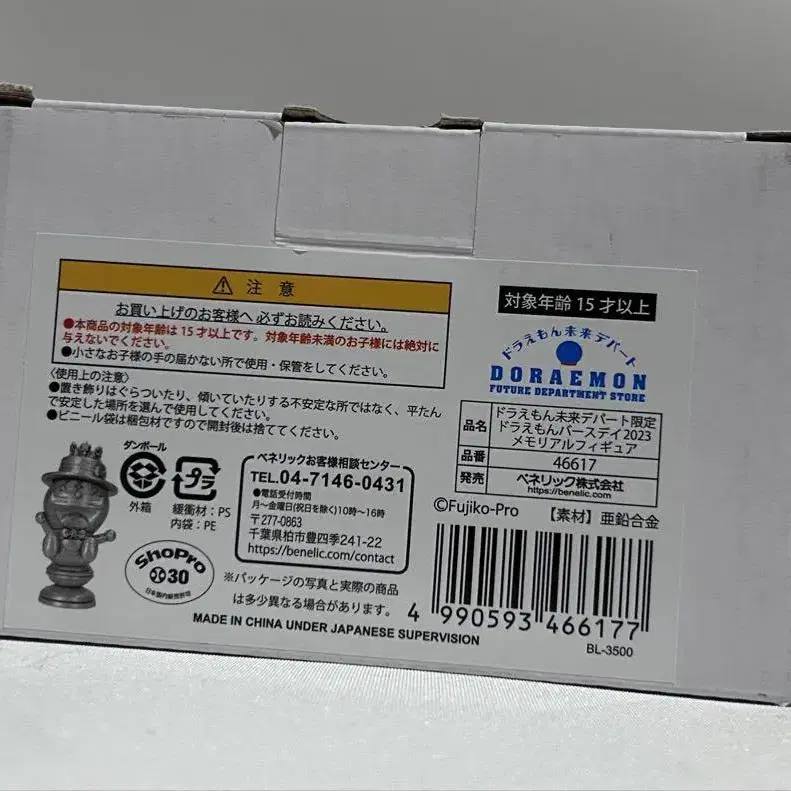 ⚠ 注意
お買い上げのお客様へ 必ずお読みください。
●本商品の対象年齢は15才以上です。対象年齢未満のお子様には絶対に
与えないでください。
●小さなお子様の手の届かない所で使用・保管をしてください。
〈使用上の注意〉
●置き飾りはぐらついたり、傾いていたりする不安定な所ではなく、平たん
で安定した場所を選んで使用してください。
●ビニール袋は梱包材ですので開封後は捨ててください。
ダンボール
外箱
プラ
緩衝材：PS
内袋：PE
ShoPro
30
日本国内販売許可
ベネリックお客様相談センター
TEL.04-7146-0431
●電話受付時間
月～金曜日(祝日を除く)10時～16時
〒277-0863
千葉県柏市豊四季241-22
https://benelic.com/contact
※パッケージの写真と実際の商品
は多少異なる場合があります。
MADE IN CHINA UNDER JAPANESE SUPERVISION
対象年齢 15才以上
ドラえもん未来デパート
DORAEMON
FUTURE DEPARTMENT STORE
品名 ドラえもん未来デパート限定
ドラえもんバースデイ2023
メモリアルフィギュア
品番 46617
発売 ベネリック株式会社
https://benelic.com/
©Fujiko-Pro 【素材】亜鉛合金
4 990593 466177
BL-3500